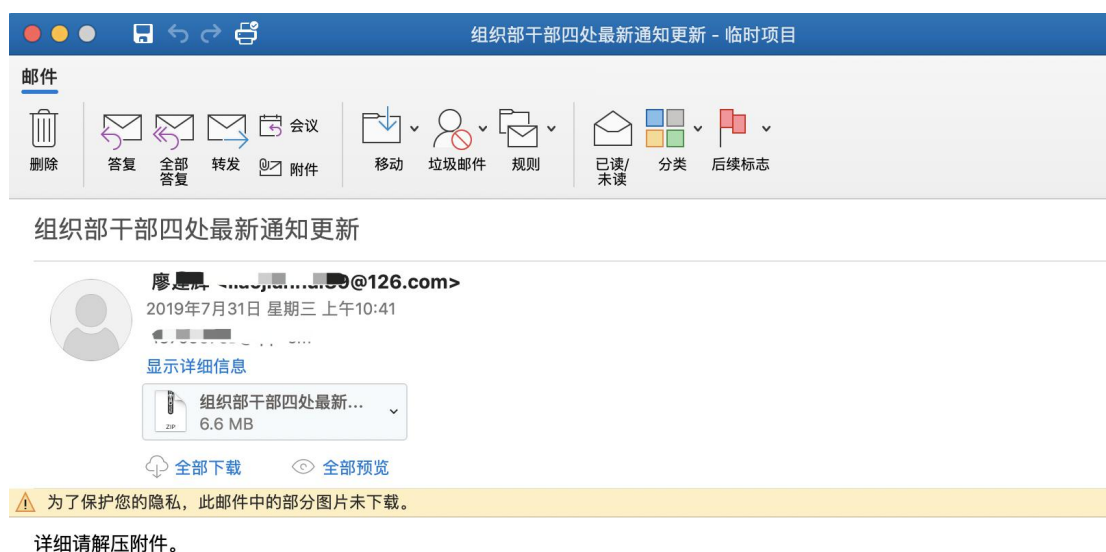 组织部干部四处最新通知更新 - 临时项目
邮件
删除
答复
全部
答复
转发
会议
附件
移动
垃圾邮件
规则
已读/
未读
分类
后续标志
组织部干部四处最新通知更新
廖 @126.com>
2019年7月31日 星期三 上午10:41
显示详细信息
组织部干部四处最新...
ZIP
6.6 MB
全部下载
全部预览
为了保护您的隐私，此邮件中的部分图片未下载。
详细请解压附件。